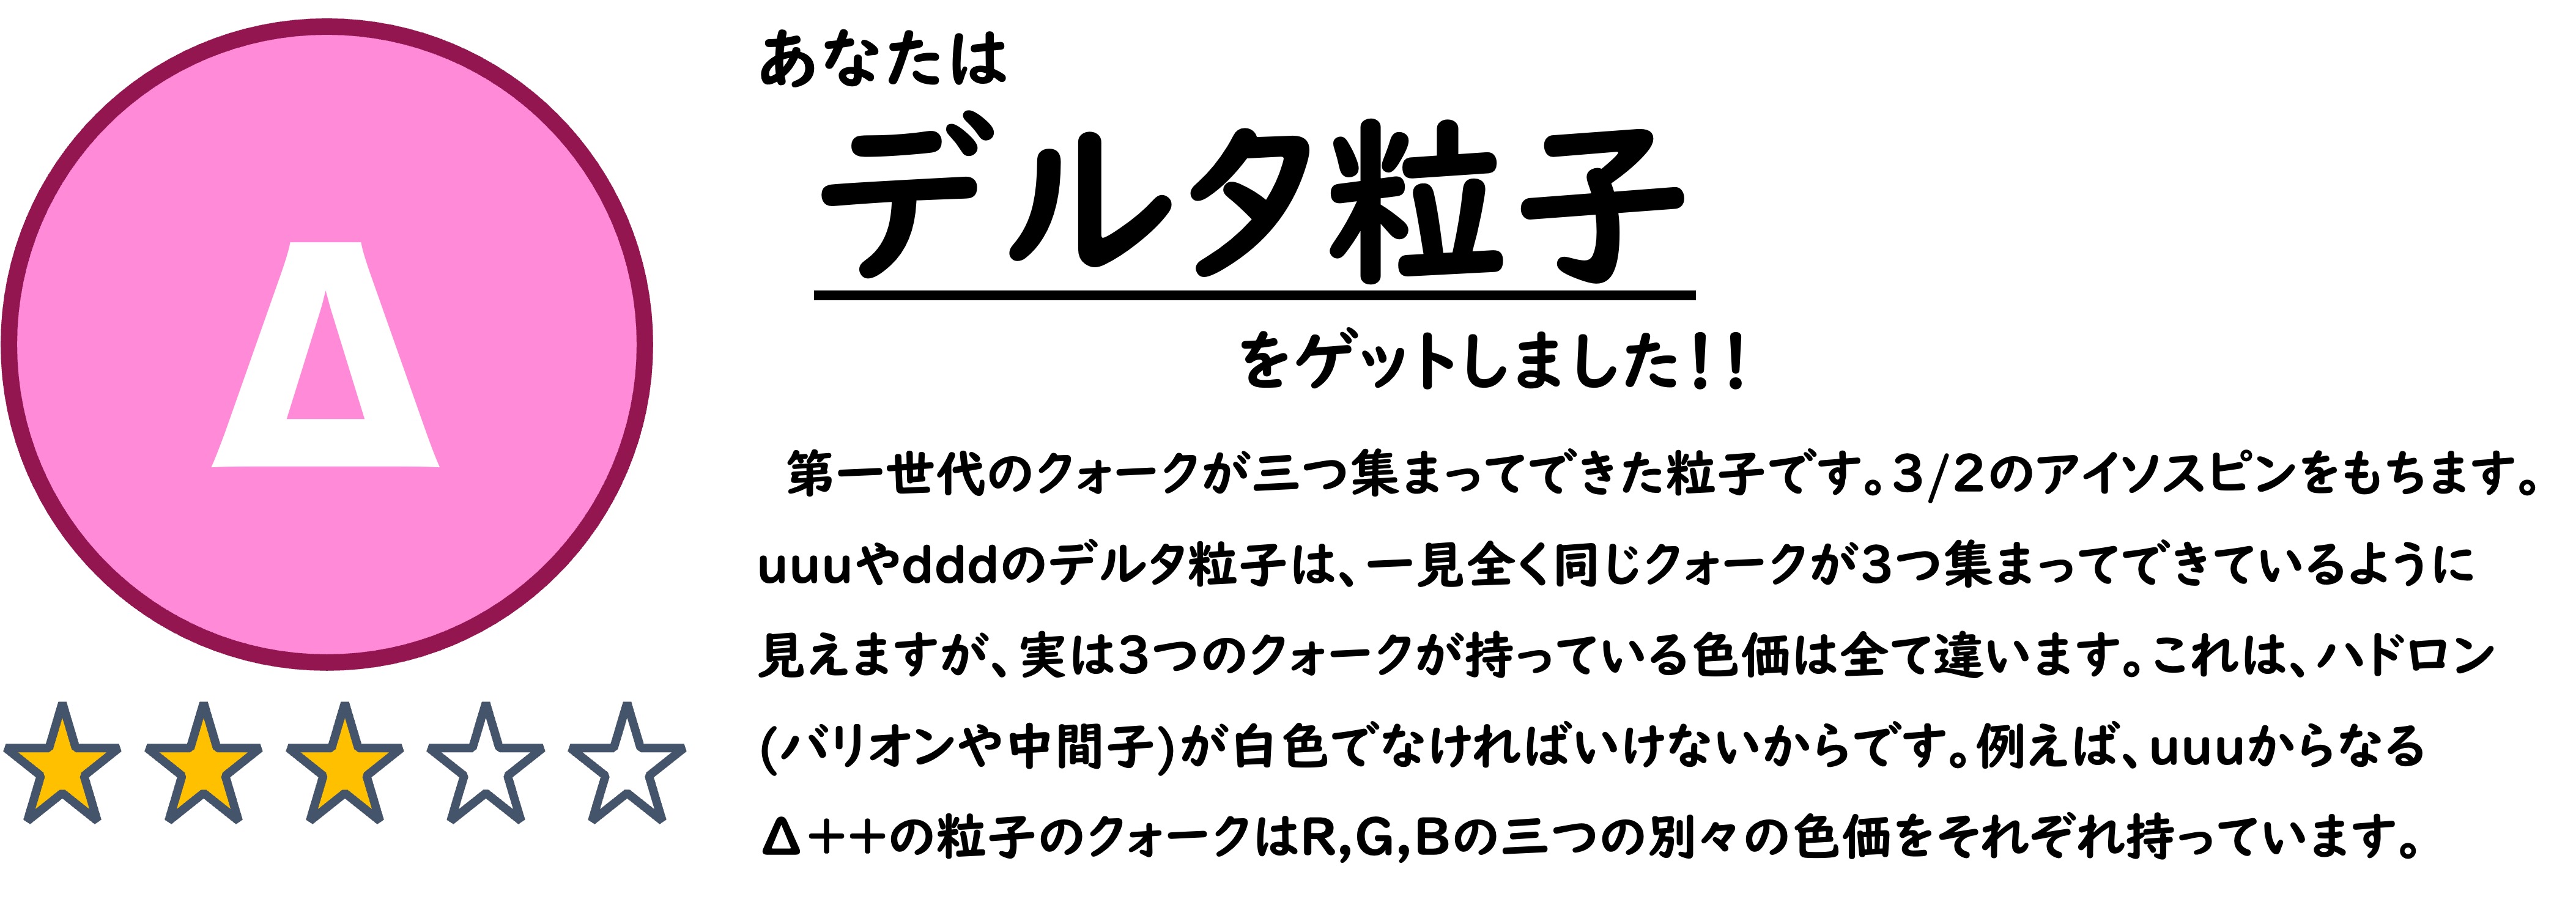 Δ
あなたは
デルタ粒子
をゲットしました！！
第一世代のクォークが三つ集まってできた粒子です。3/2のアイソスピンをもちます。
uuuやdddのデルタ粒子は、一見全く同じクォークが3つ集まってできているように
見えますが、実は3つのクォークが持っている色価は全て違います。これは、ハドロン
(バリオンや中間子)が白色でなければいけないからです。例えば、uuuからなる
Δ++の粒子のクォークはR,G,Bの三つの別々の色価をそれぞれ持っています。